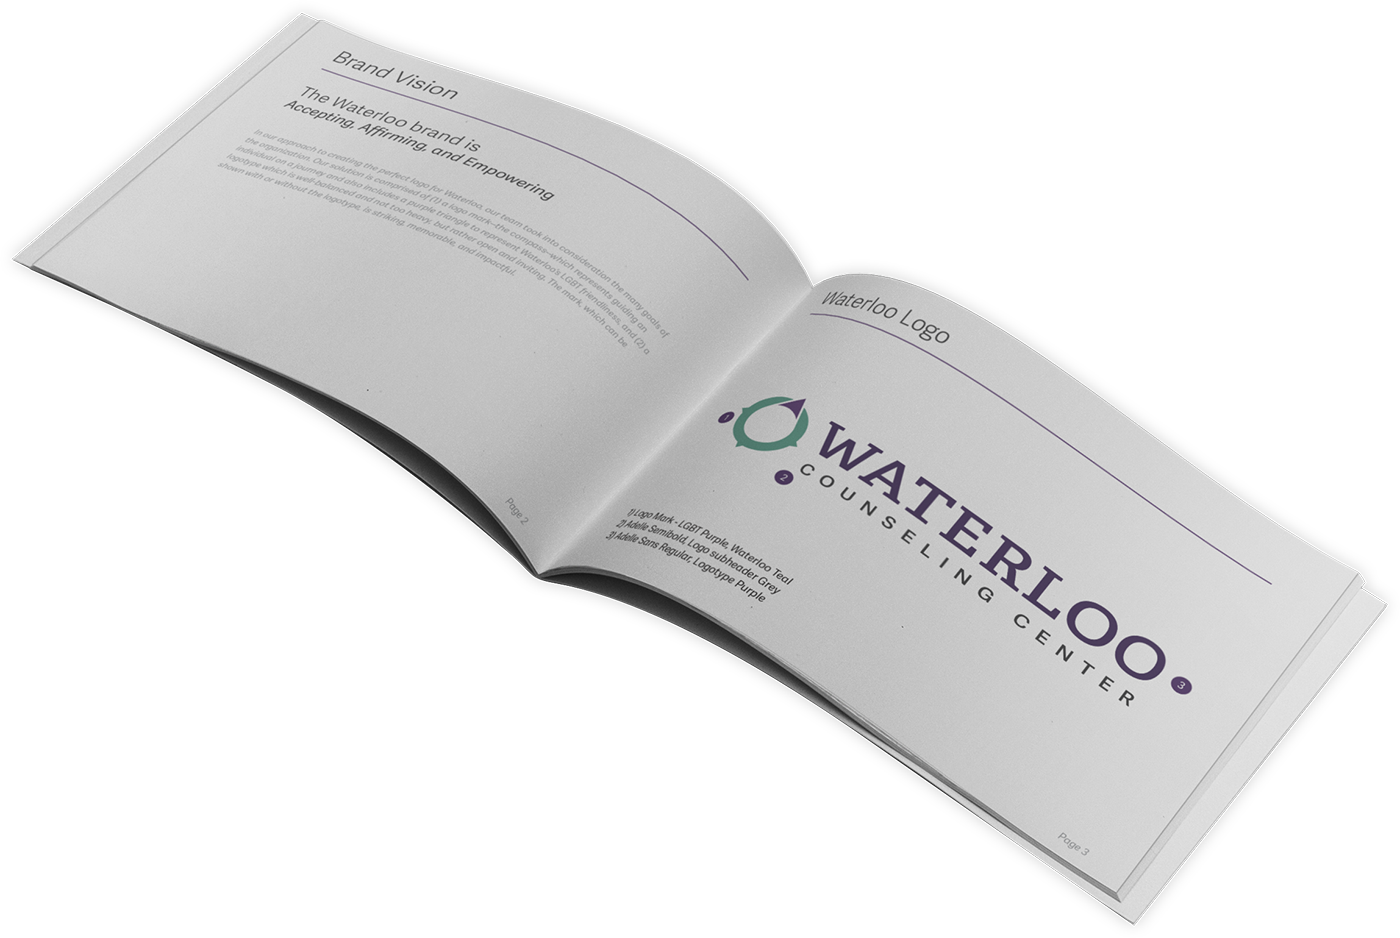 Brand Vision
The Waterloo brand is
Accepting, Affirming, and Empowering
In our approach to creating the perfect logo for Waterloo, our team took into consideration the many goals of
the organization. Our solution is comprised of (1) a logo mark—the compass—which represents guiding an
individual on a journey and also includes a purple triangle to represent Waterloo's LGBT friendliness, and (2) a
logotype which is well-balanced and not too heavy, but rather open and inviting. The mark, which can be
shown with or without the logotype, is striking, memorable, and impactful.
Page 2
Waterloo Logo
1
WATERLOO
2
COUNSELING CENTER
3
1) Logo Mark - LGBT Purple, Waterloo Teal
2) Adelle Semibold, Logo subheader Grey
3) Adelle Sans Regular, Logotype Purple
Page 3